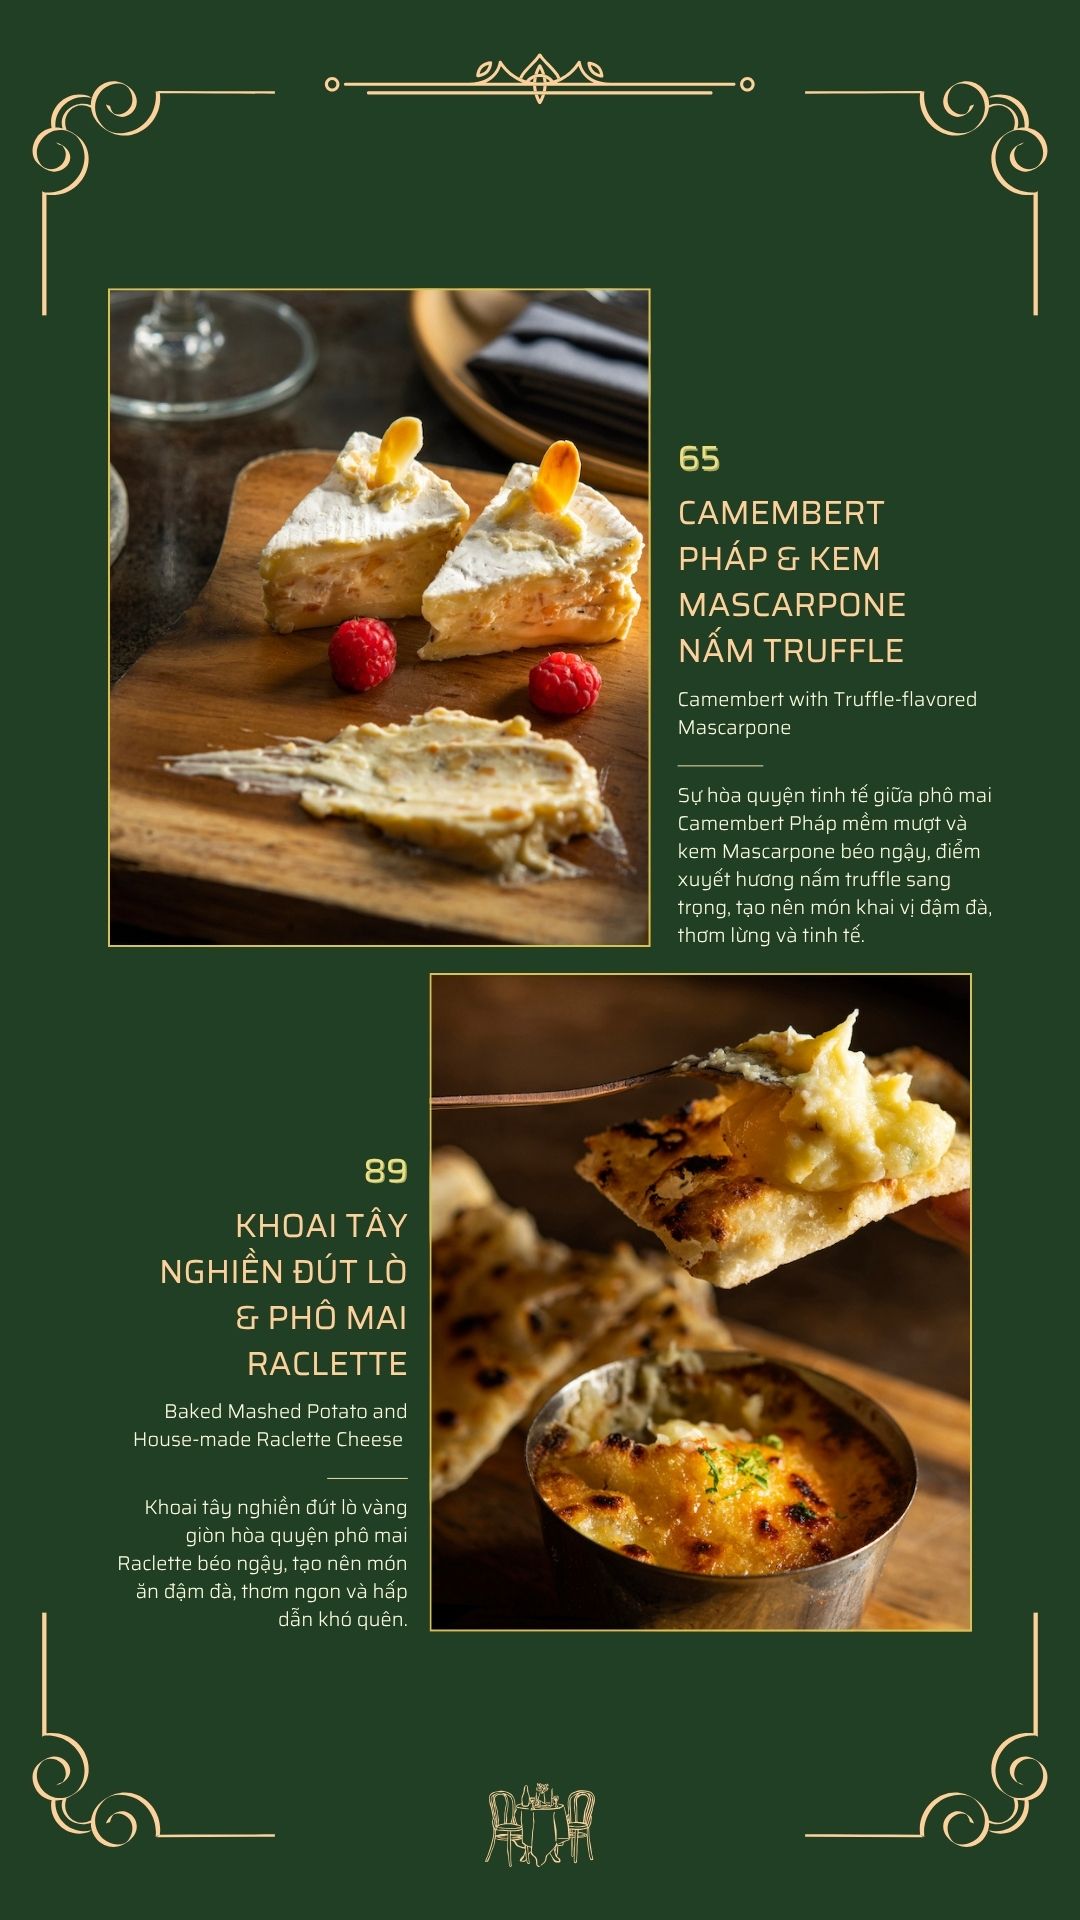 65
CAMEMBERT
PHÁP & KEM
MASCARPONE
NẤM TRUFFLE
Camembert with Truffle-flavored
Mascarpone
Sự hòa quyện tinh tế giữa phô mai
Camembert Pháp mềm mượt và
kem Mascarpone béo ngậy, điểm
xuyết hương nấm truffle sang
trọng, tạo nên món khai vị đậm đà,
thơm lừng và tinh tế.
89
KHOAI TÂY
NGHIỀN ĐÚT LÒ
& PHÔ MAI
RACLETTE
Baked Mashed Potato and
House-made Raclette Cheese
Khoai tây nghiền đút lò vàng
giòn hòa quyện phô mai
Raclette béo ngậy, tạo nên món
ăn đậm đà, thơm ngon và hấp
dẫn khó quên.